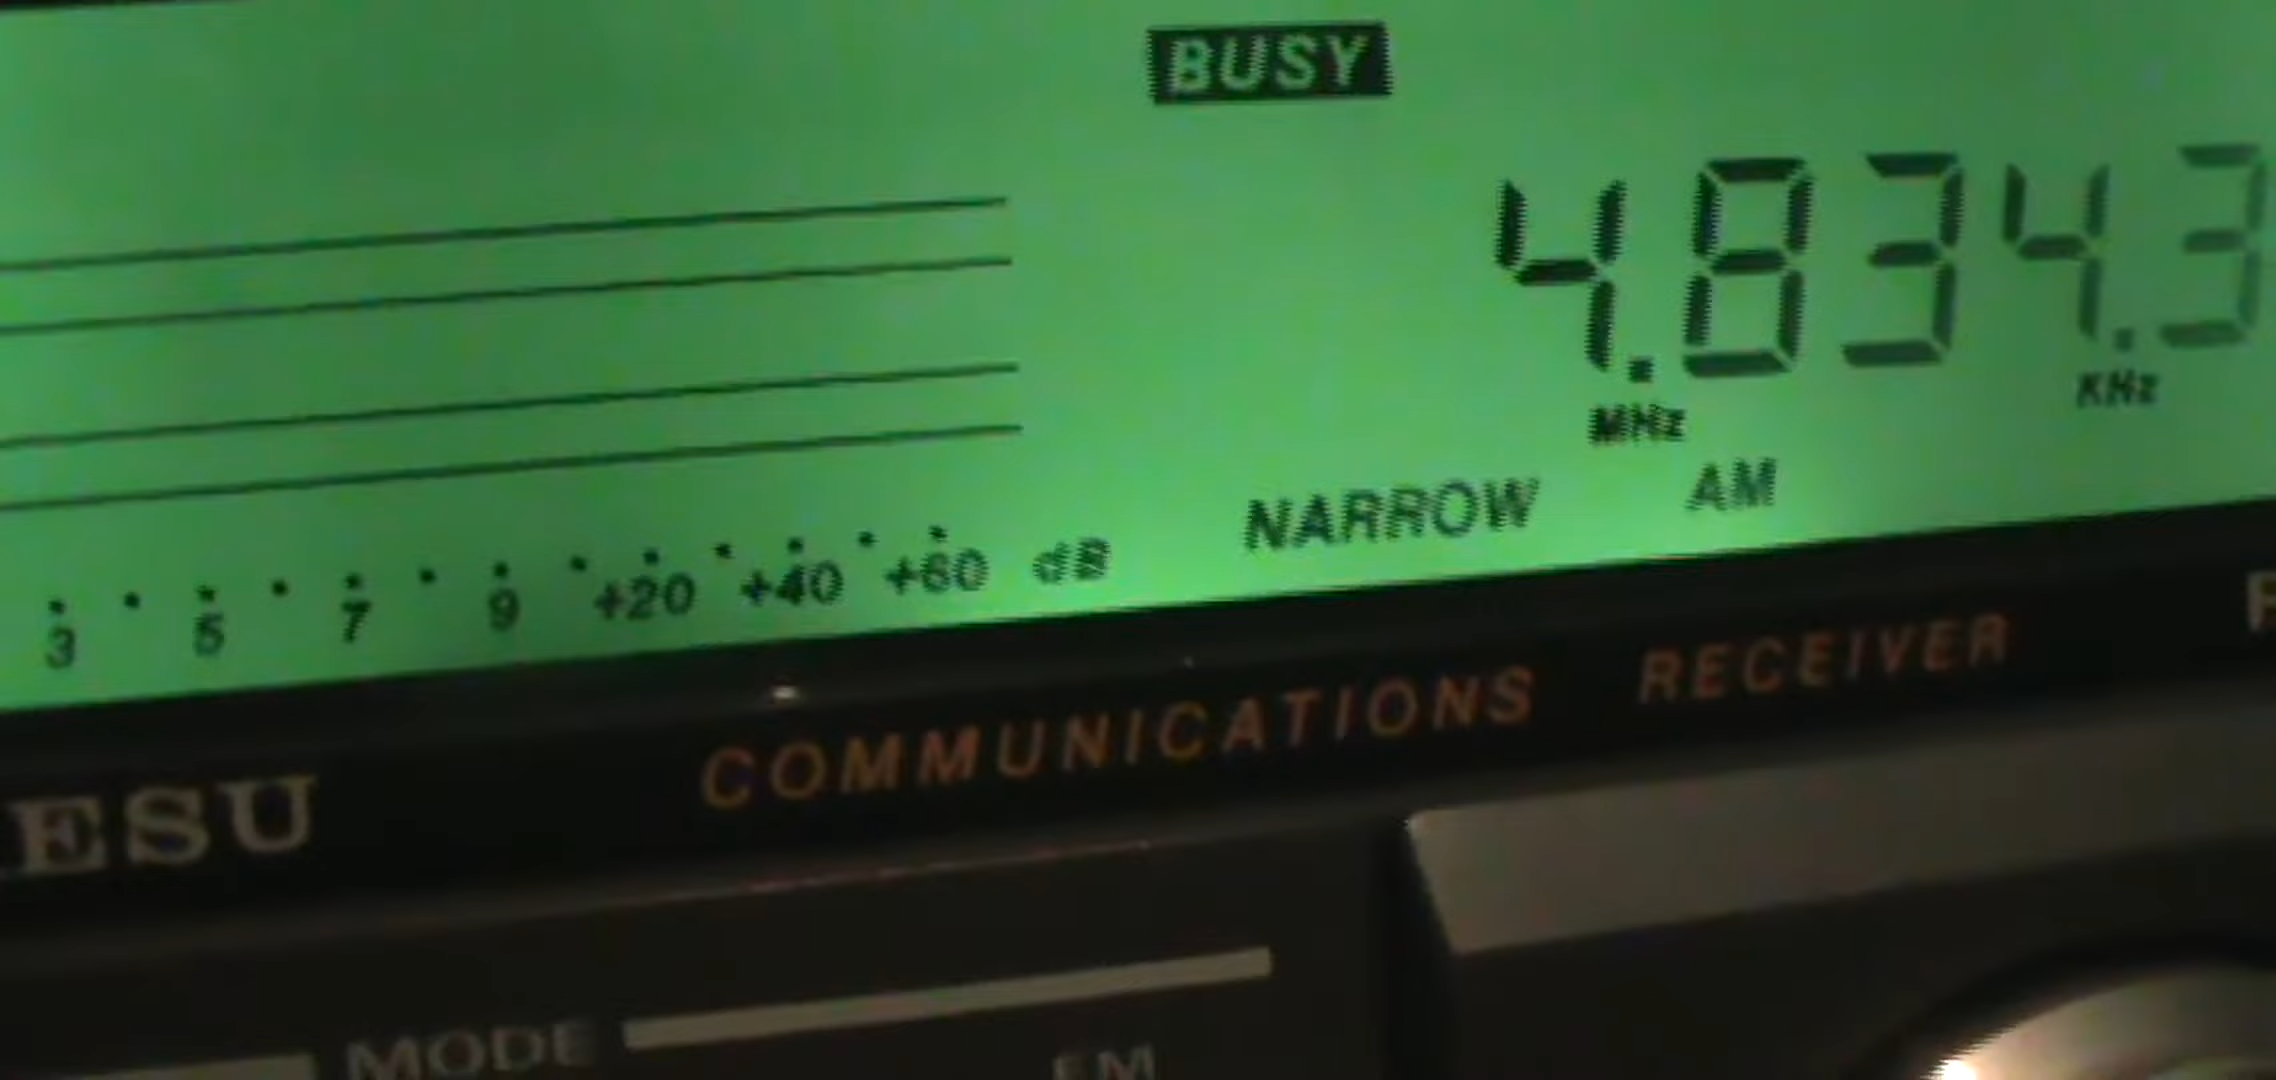 BUSY
4.834.3
MHz KHz
NARROW AM
3 5 7 9 +20 +40 +60 dB
COMMUNICATIONS RECEIVER
ESU
MODE
FM